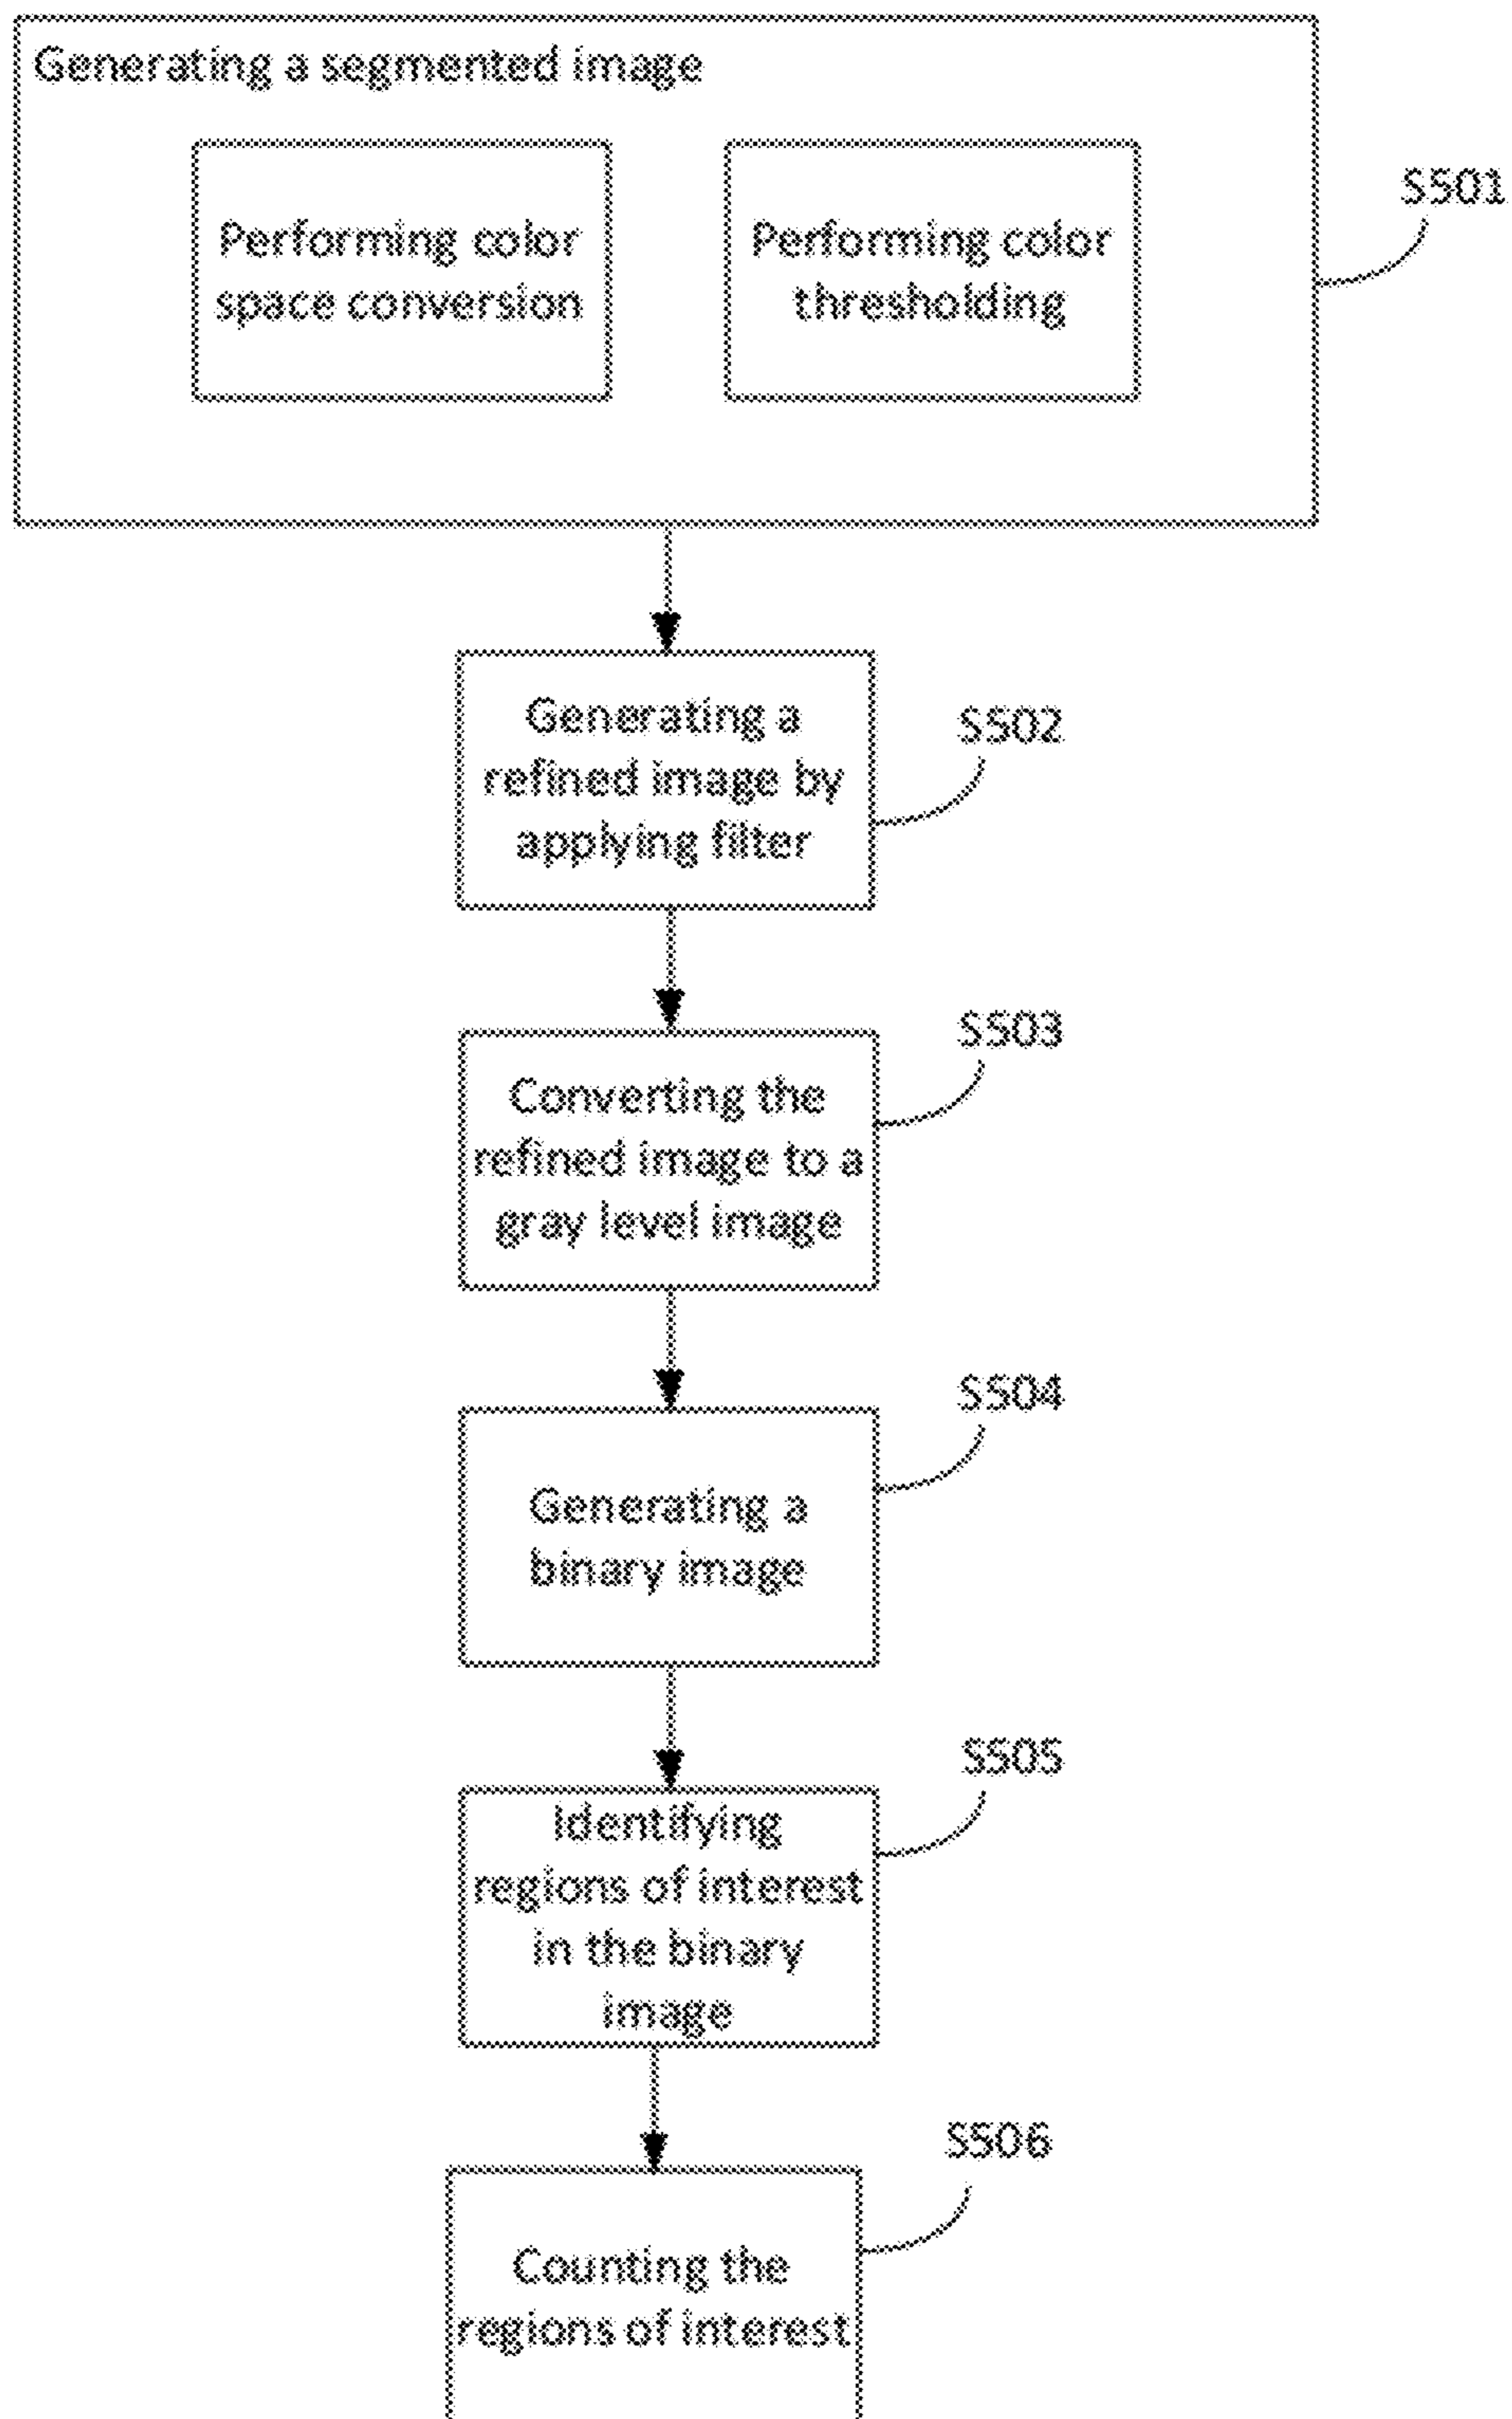 Generating a segmented image
Performing color
space conversion
Performing color
thresholding
S501
Generating a
refined image by
applying filter
S502
Converting the
refined image to a
gray level image
S503
Generating a
binary image
S504
Identifying
regions of interest
in the binary
image
S505
Counting the
regions of interest
S506